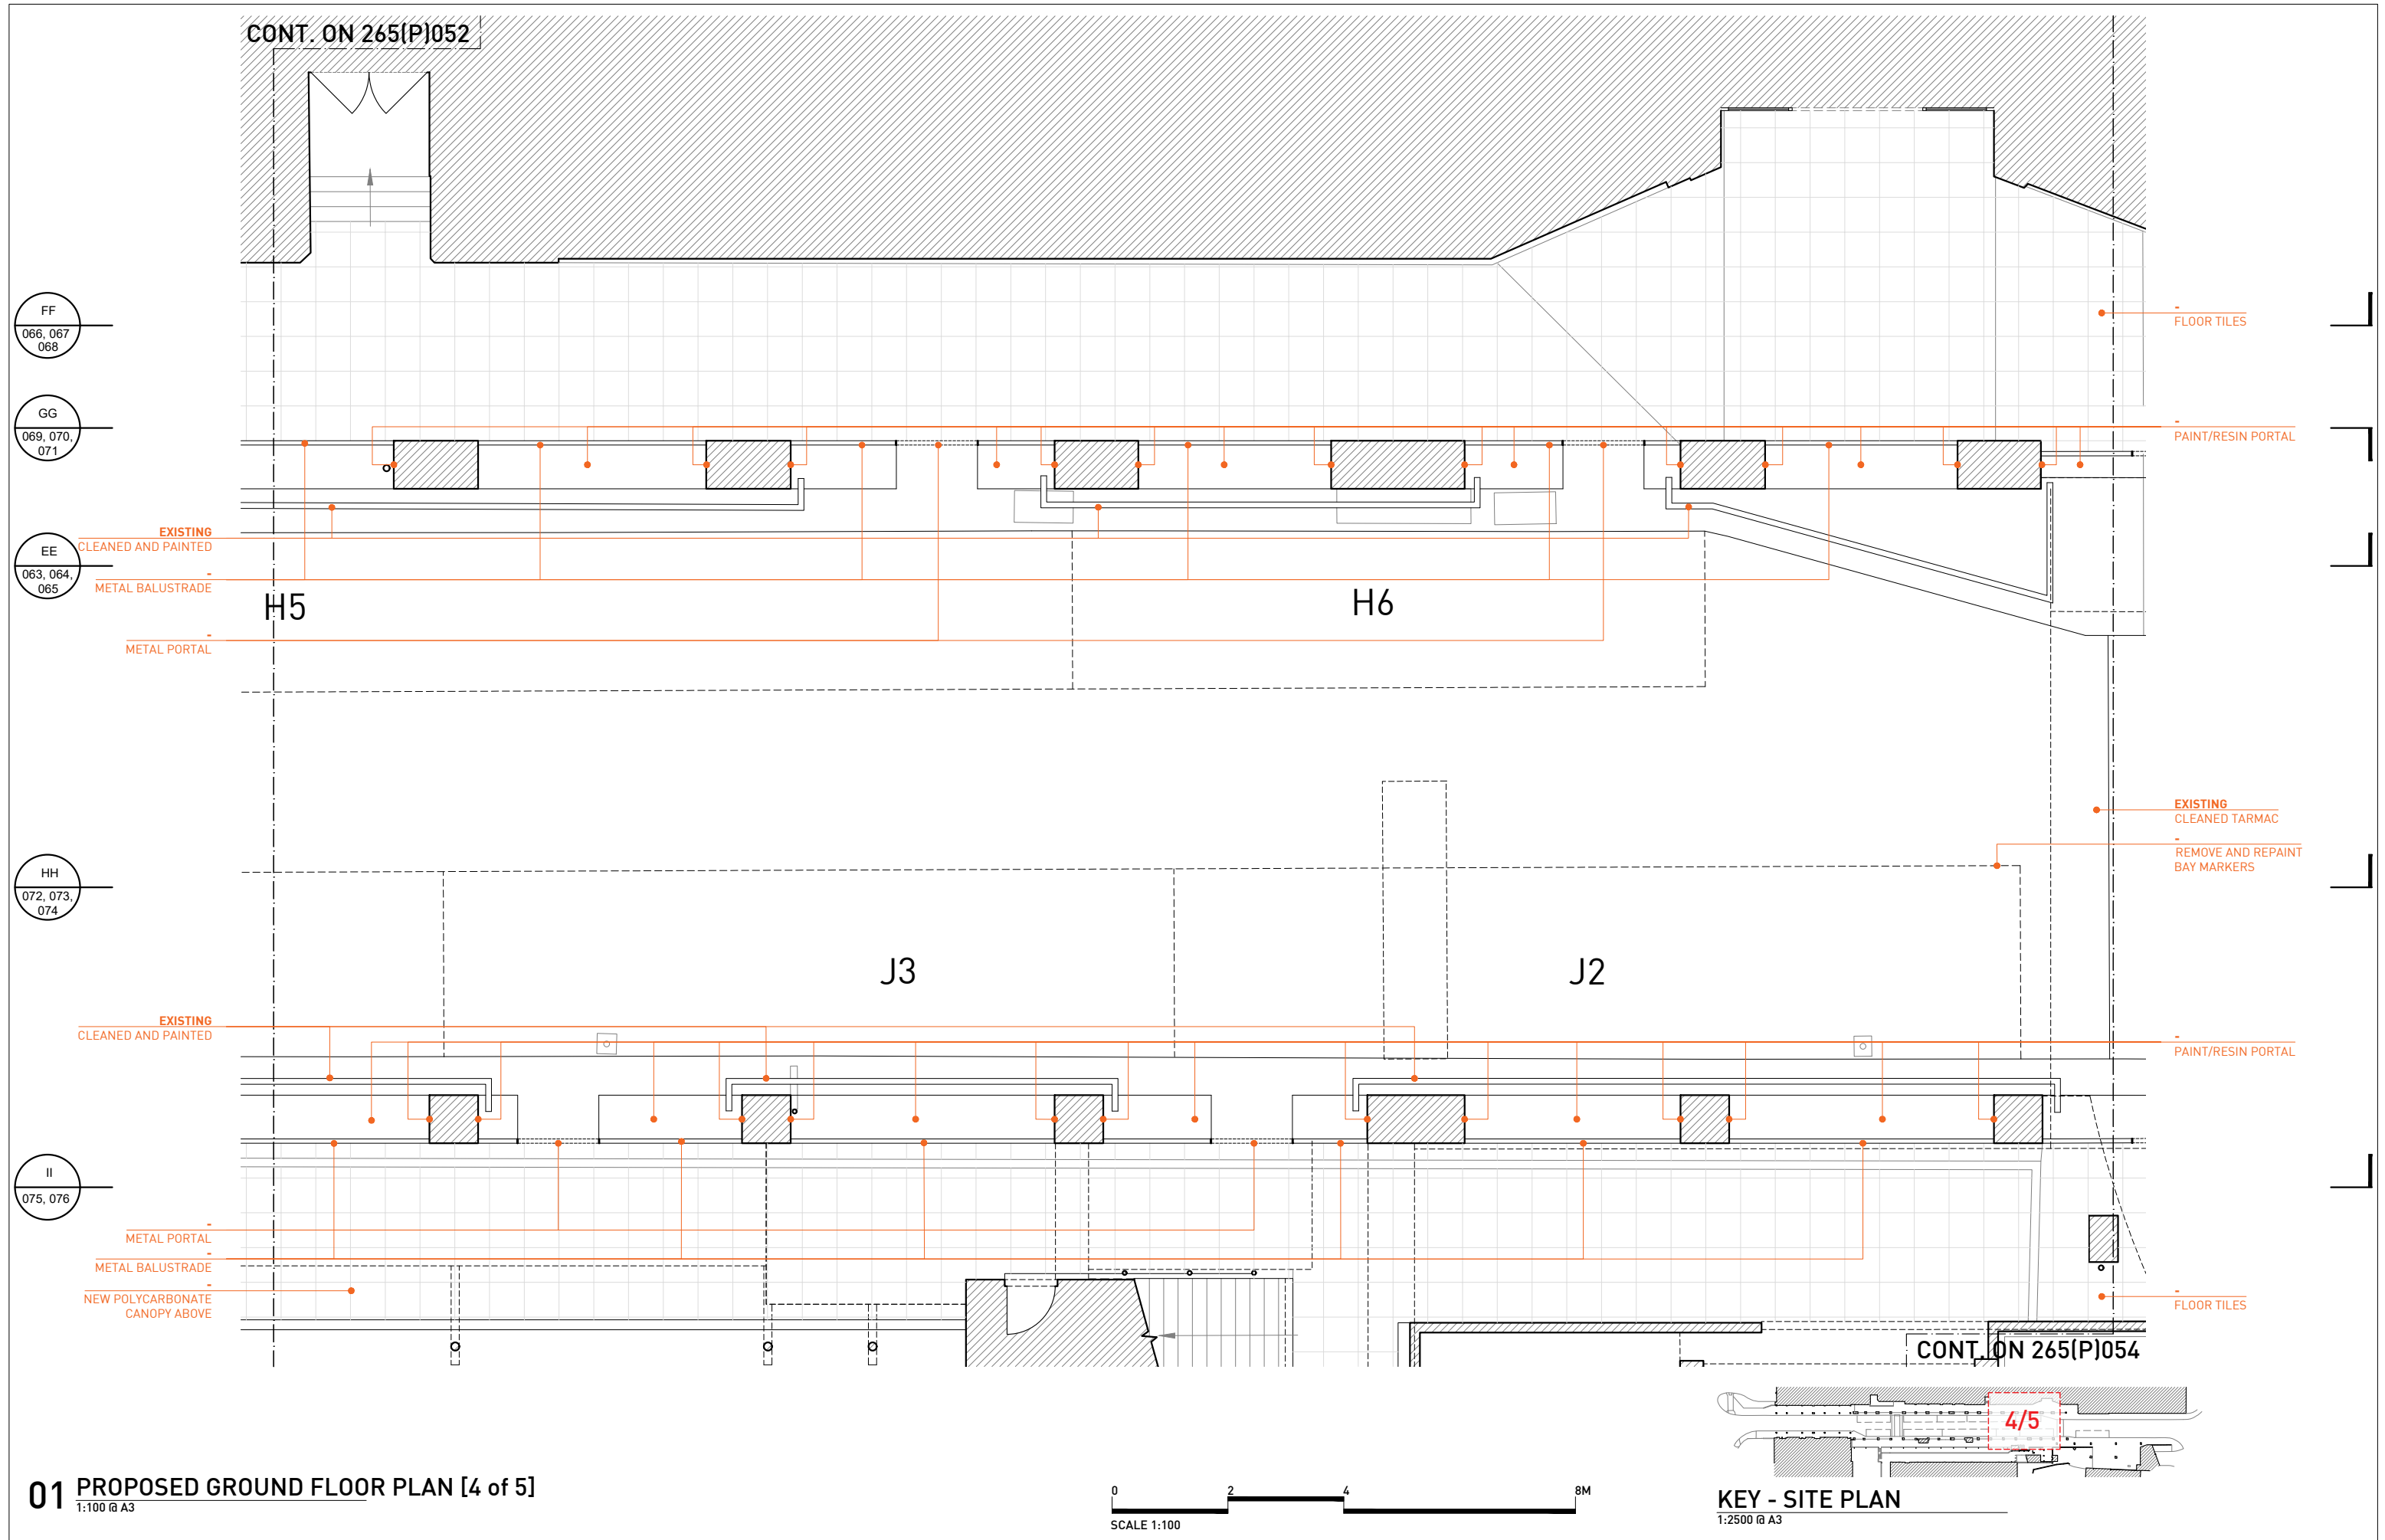 CONT. ON 265(P)052
FF
066, 067
068
-
FLOOR TILES
GG
069, 070,
071
-
PAINT/RESIN PORTAL
EXISTING
CLEANED AND PAINTED
EE
063, 064,
065
-
METAL BALUSTRADE
H5
H6
-
METAL PORTAL
EXISTING
CLEANED TARMAC
-
REMOVE AND REPAINT
BAY MARKERS
HH
072, 073,
074
J3
J2
EXISTING
CLEANED AND PAINTED
-
PAINT/RESIN PORTAL
II
075, 076
-
METAL PORTAL
-
METAL BALUSTRADE
-
NEW POLYCARBONATE
CANOPY ABOVE
-
FLOOR TILES
CONT. ON 265(P)054
4/5
01 PROPOSED GROUND FLOOR PLAN [4 of 5]
1:100 @ A3
0 2 4 8M
SCALE 1:100
KEY - SITE PLAN
1:2500 @ A3